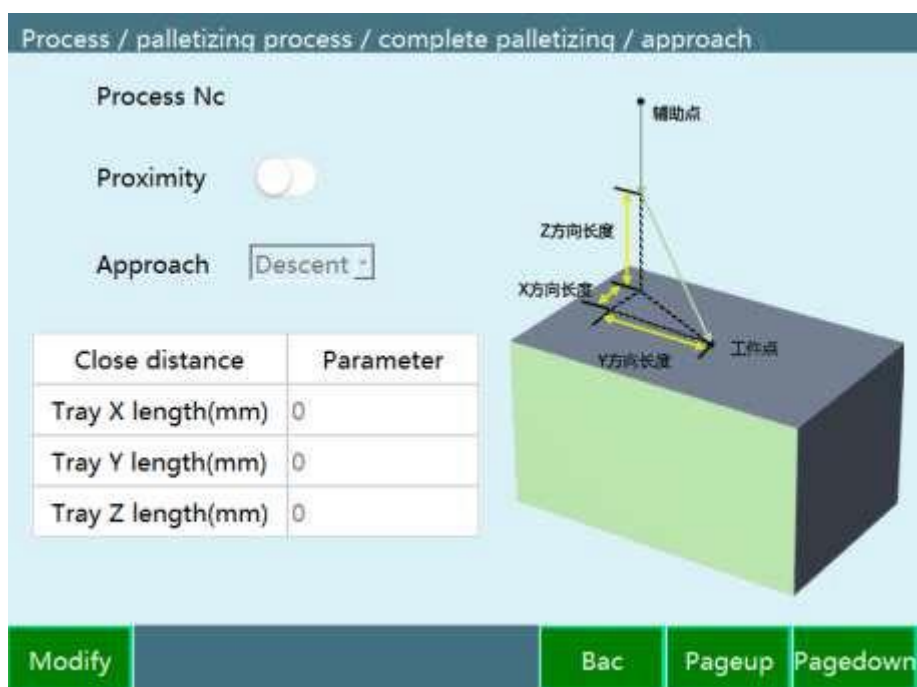 Process / palletizing process / complete palletizing / approach
Process Nc
Proximity
Approach
Descent
Close distance Parameter
Tray X length(mm) 0
Tray Y length(mm) 0
Tray Z length(mm) 0
辅助点
Z方向长度
X方向长度
Y方向长度
工件点
Modify
Bac
Pageup
Pagedown